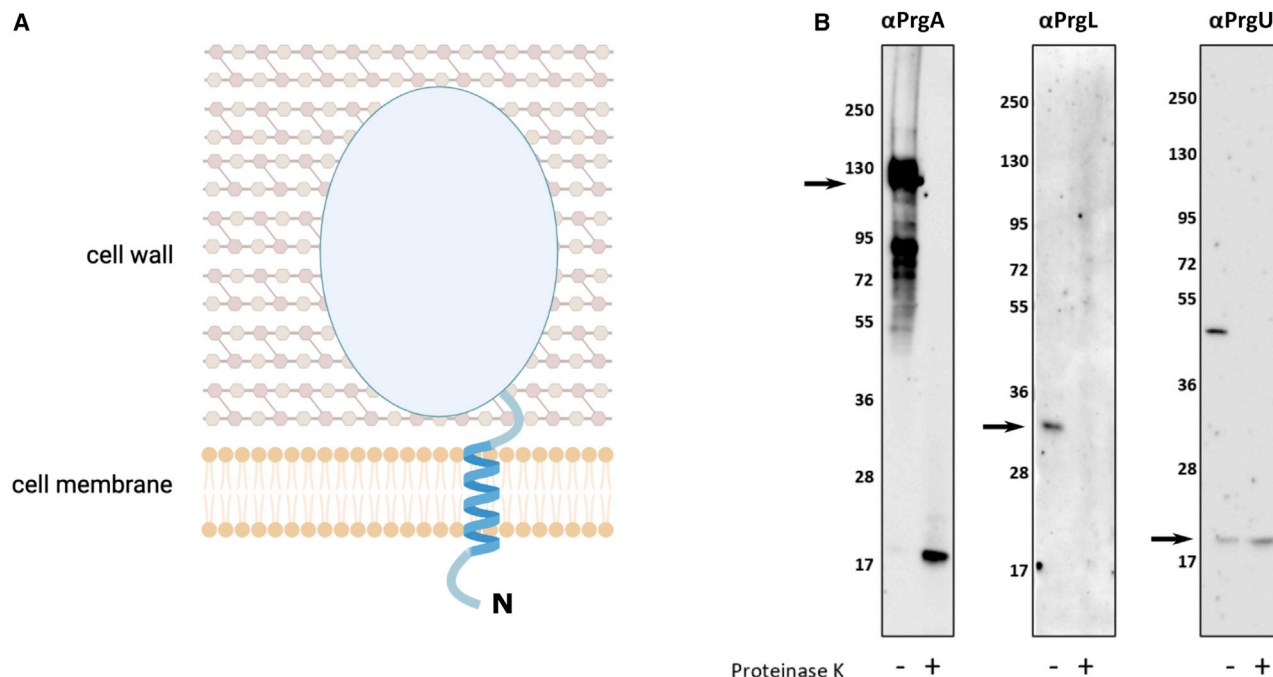 A
cell wall
cell membrane
N
B
αPrgA
250
130
95
72
55
36
28
17
αPrgL
250
130
95
72
55
36
28
17
αPrgU
250
130
95
72
55
36
28
17
Proteinase K - + - + - +